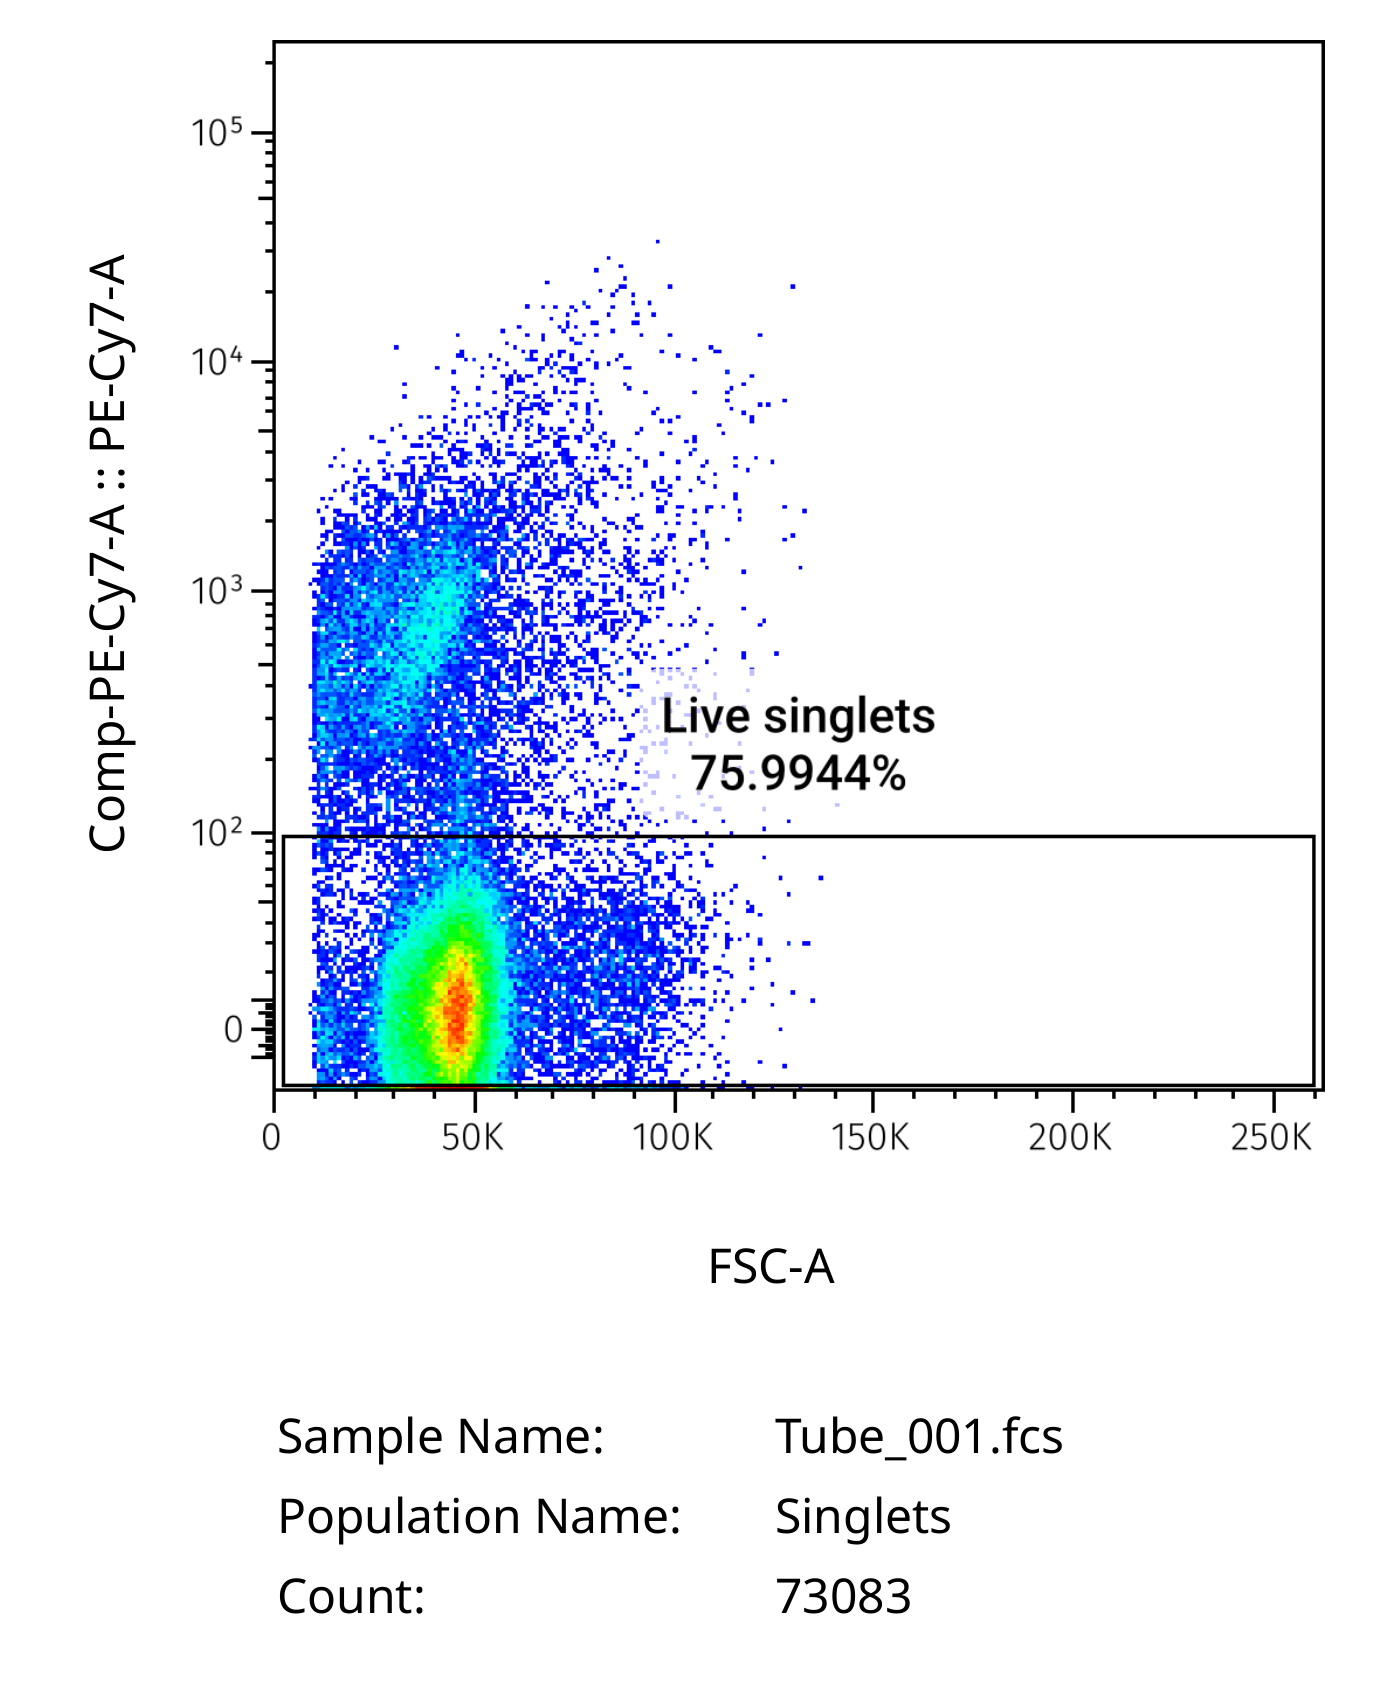 Comp-PE-Cy7-A :: PE-Cy7-A
10⁵
10⁴
10³
10²
0
Live singlets
75.9944%
0 50K 100K 150K 200K 250K
FSC-A
Sample Name: Tube_001.fcs
Population Name: Singlets
Count: 73083